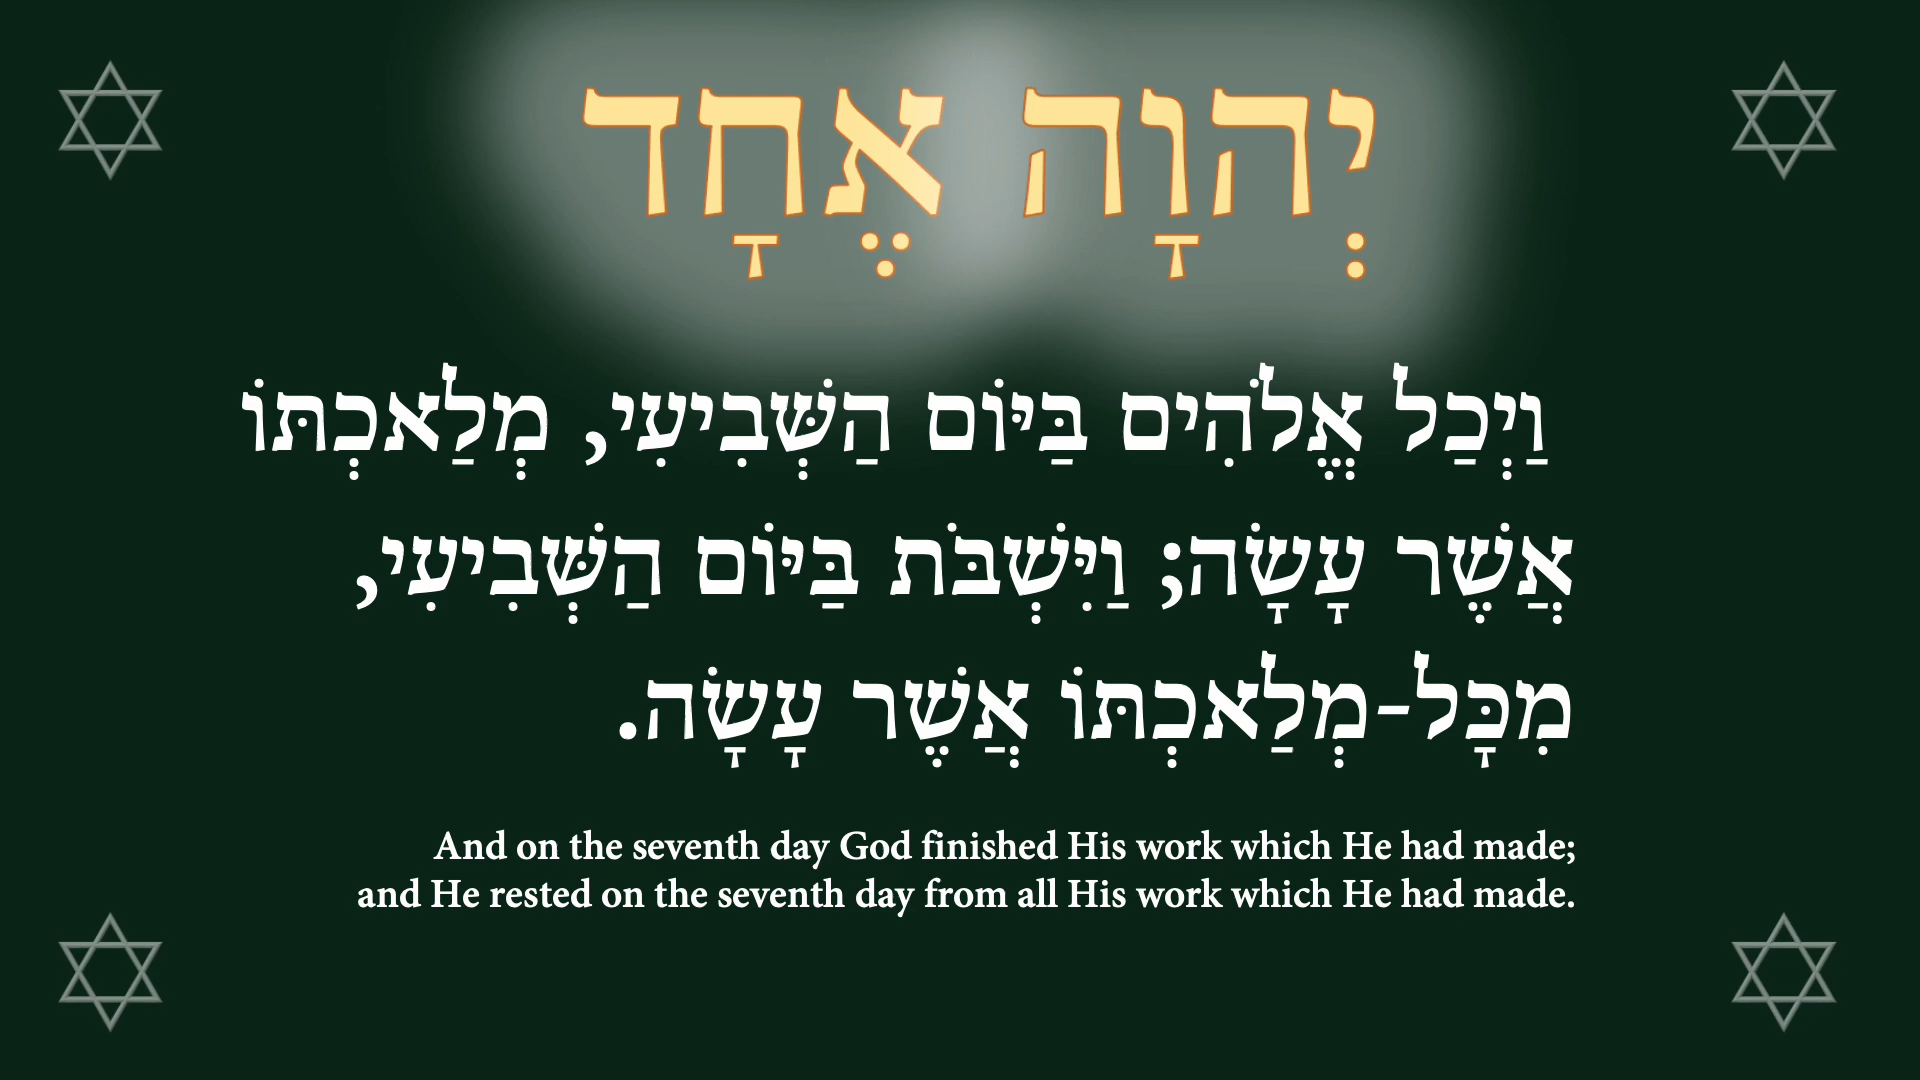 יְהוָה אֶחָד
וַיְכַל אֱלֹהִים בַּיּוֹם הַשְּׁבִיעִי, מְלַאכְתּוֹ
אֲשֶׁר עָשָׂה; וַיִּשְׁבֹּת בַּיּוֹם הַשְּׁבִיעִי,
מִכָּל-מְלַאכְתּוֹ אֲשֶׁר עָשָׂה.
And on the seventh day God finished His work which He had made;
and He rested on the seventh day from all His work which He had made.